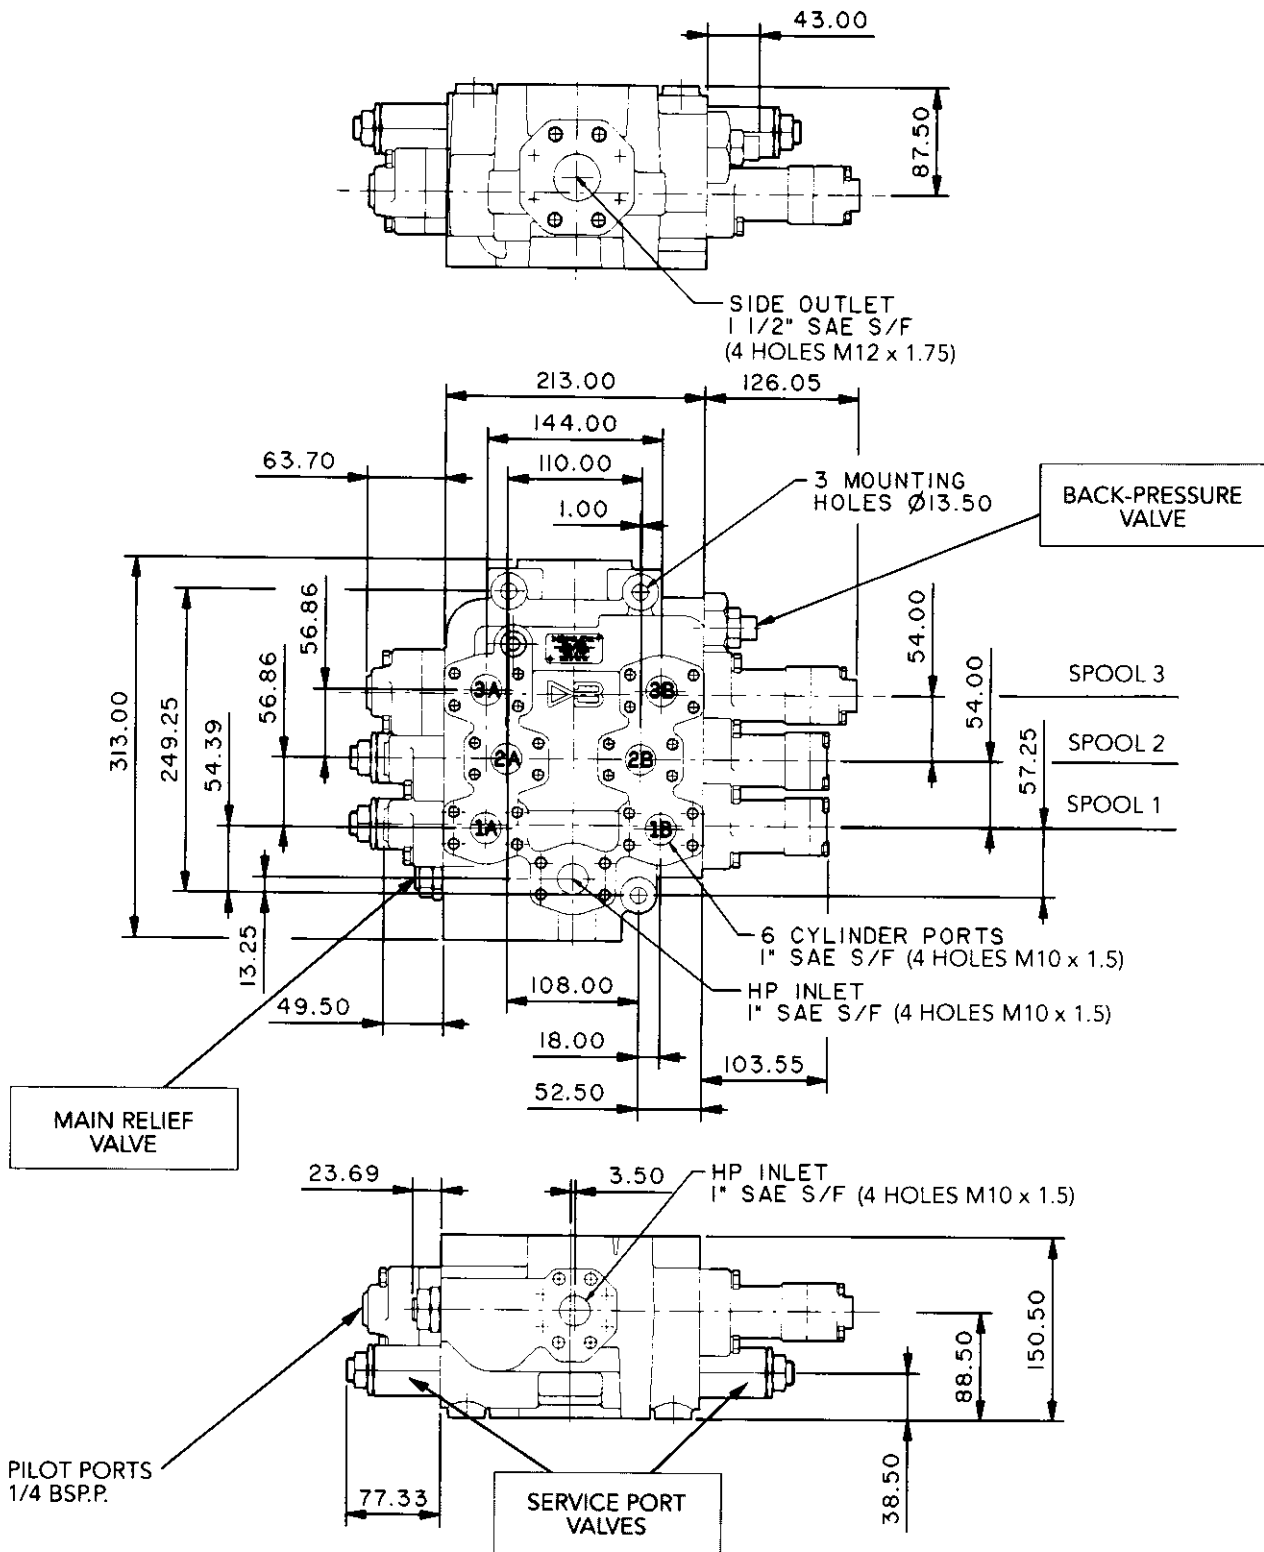 43.00
87.50
SIDE OUTLET
1 1/2" SAE S/F
(4 HOLES M12 x 1.75)
213.00
126.05
144.00
63.70
110.00
3 MOUNTING
HOLES Ø13.50
1.00
BACK-PRESSURE
VALVE
313.00
249.25
56.86
56.86
54.39
13.25
3A
3B
2A
2B
1A
1B
54.00
54.00
57.25
SPOOL 3
SPOOL 2
SPOOL 1
6 CYLINDER PORTS
1" SAE S/F (4 HOLES M10 x 1.5)
HP INLET
1" SAE S/F (4 HOLES M10 x 1.5)
108.00
49.50
18.00
103.55
52.50
MAIN RELIEF
VALVE
23.69
3.50
HP INLET
1" SAE S/F (4 HOLES M10 x 1.5)
150.50
88.50
38.50
PILOT PORTS
1/4 BSP.P.
77.33
SERVICE PORT
VALVES